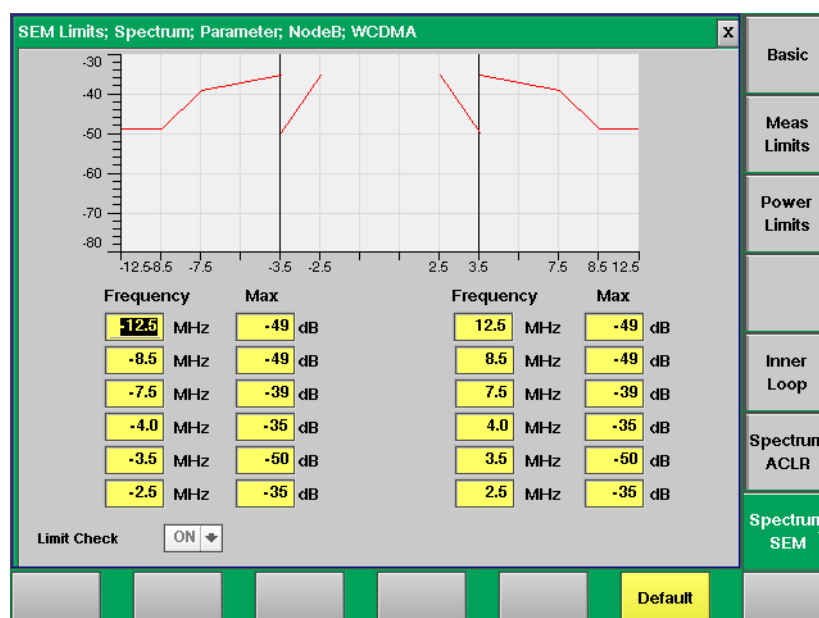 SEM Limits; Spectrum; Parameter; NodeB; WCDMA
X
-30
-40
-50
-60
-70
-80
-12.5 -8.5 -7.5 -3.5 -2.5 2.5 3.5 7.5 8.5 12.5
Frequency Max Frequency Max
-12.5 MHz -49 dB 12.5 MHz -49 dB
-8.5 MHz -49 dB 8.5 MHz -49 dB
-7.5 MHz -39 dB 7.5 MHz -39 dB
-4.0 MHz -35 dB 4.0 MHz -35 dB
-3.5 MHz -50 dB 3.5 MHz -50 dB
-2.5 MHz -35 dB 2.5 MHz -35 dB
Limit Check ON
Default
Basic
Meas
Limits
Power
Limits
Inner
Loop
Spectrum
ACLR
Spectrum
SEM